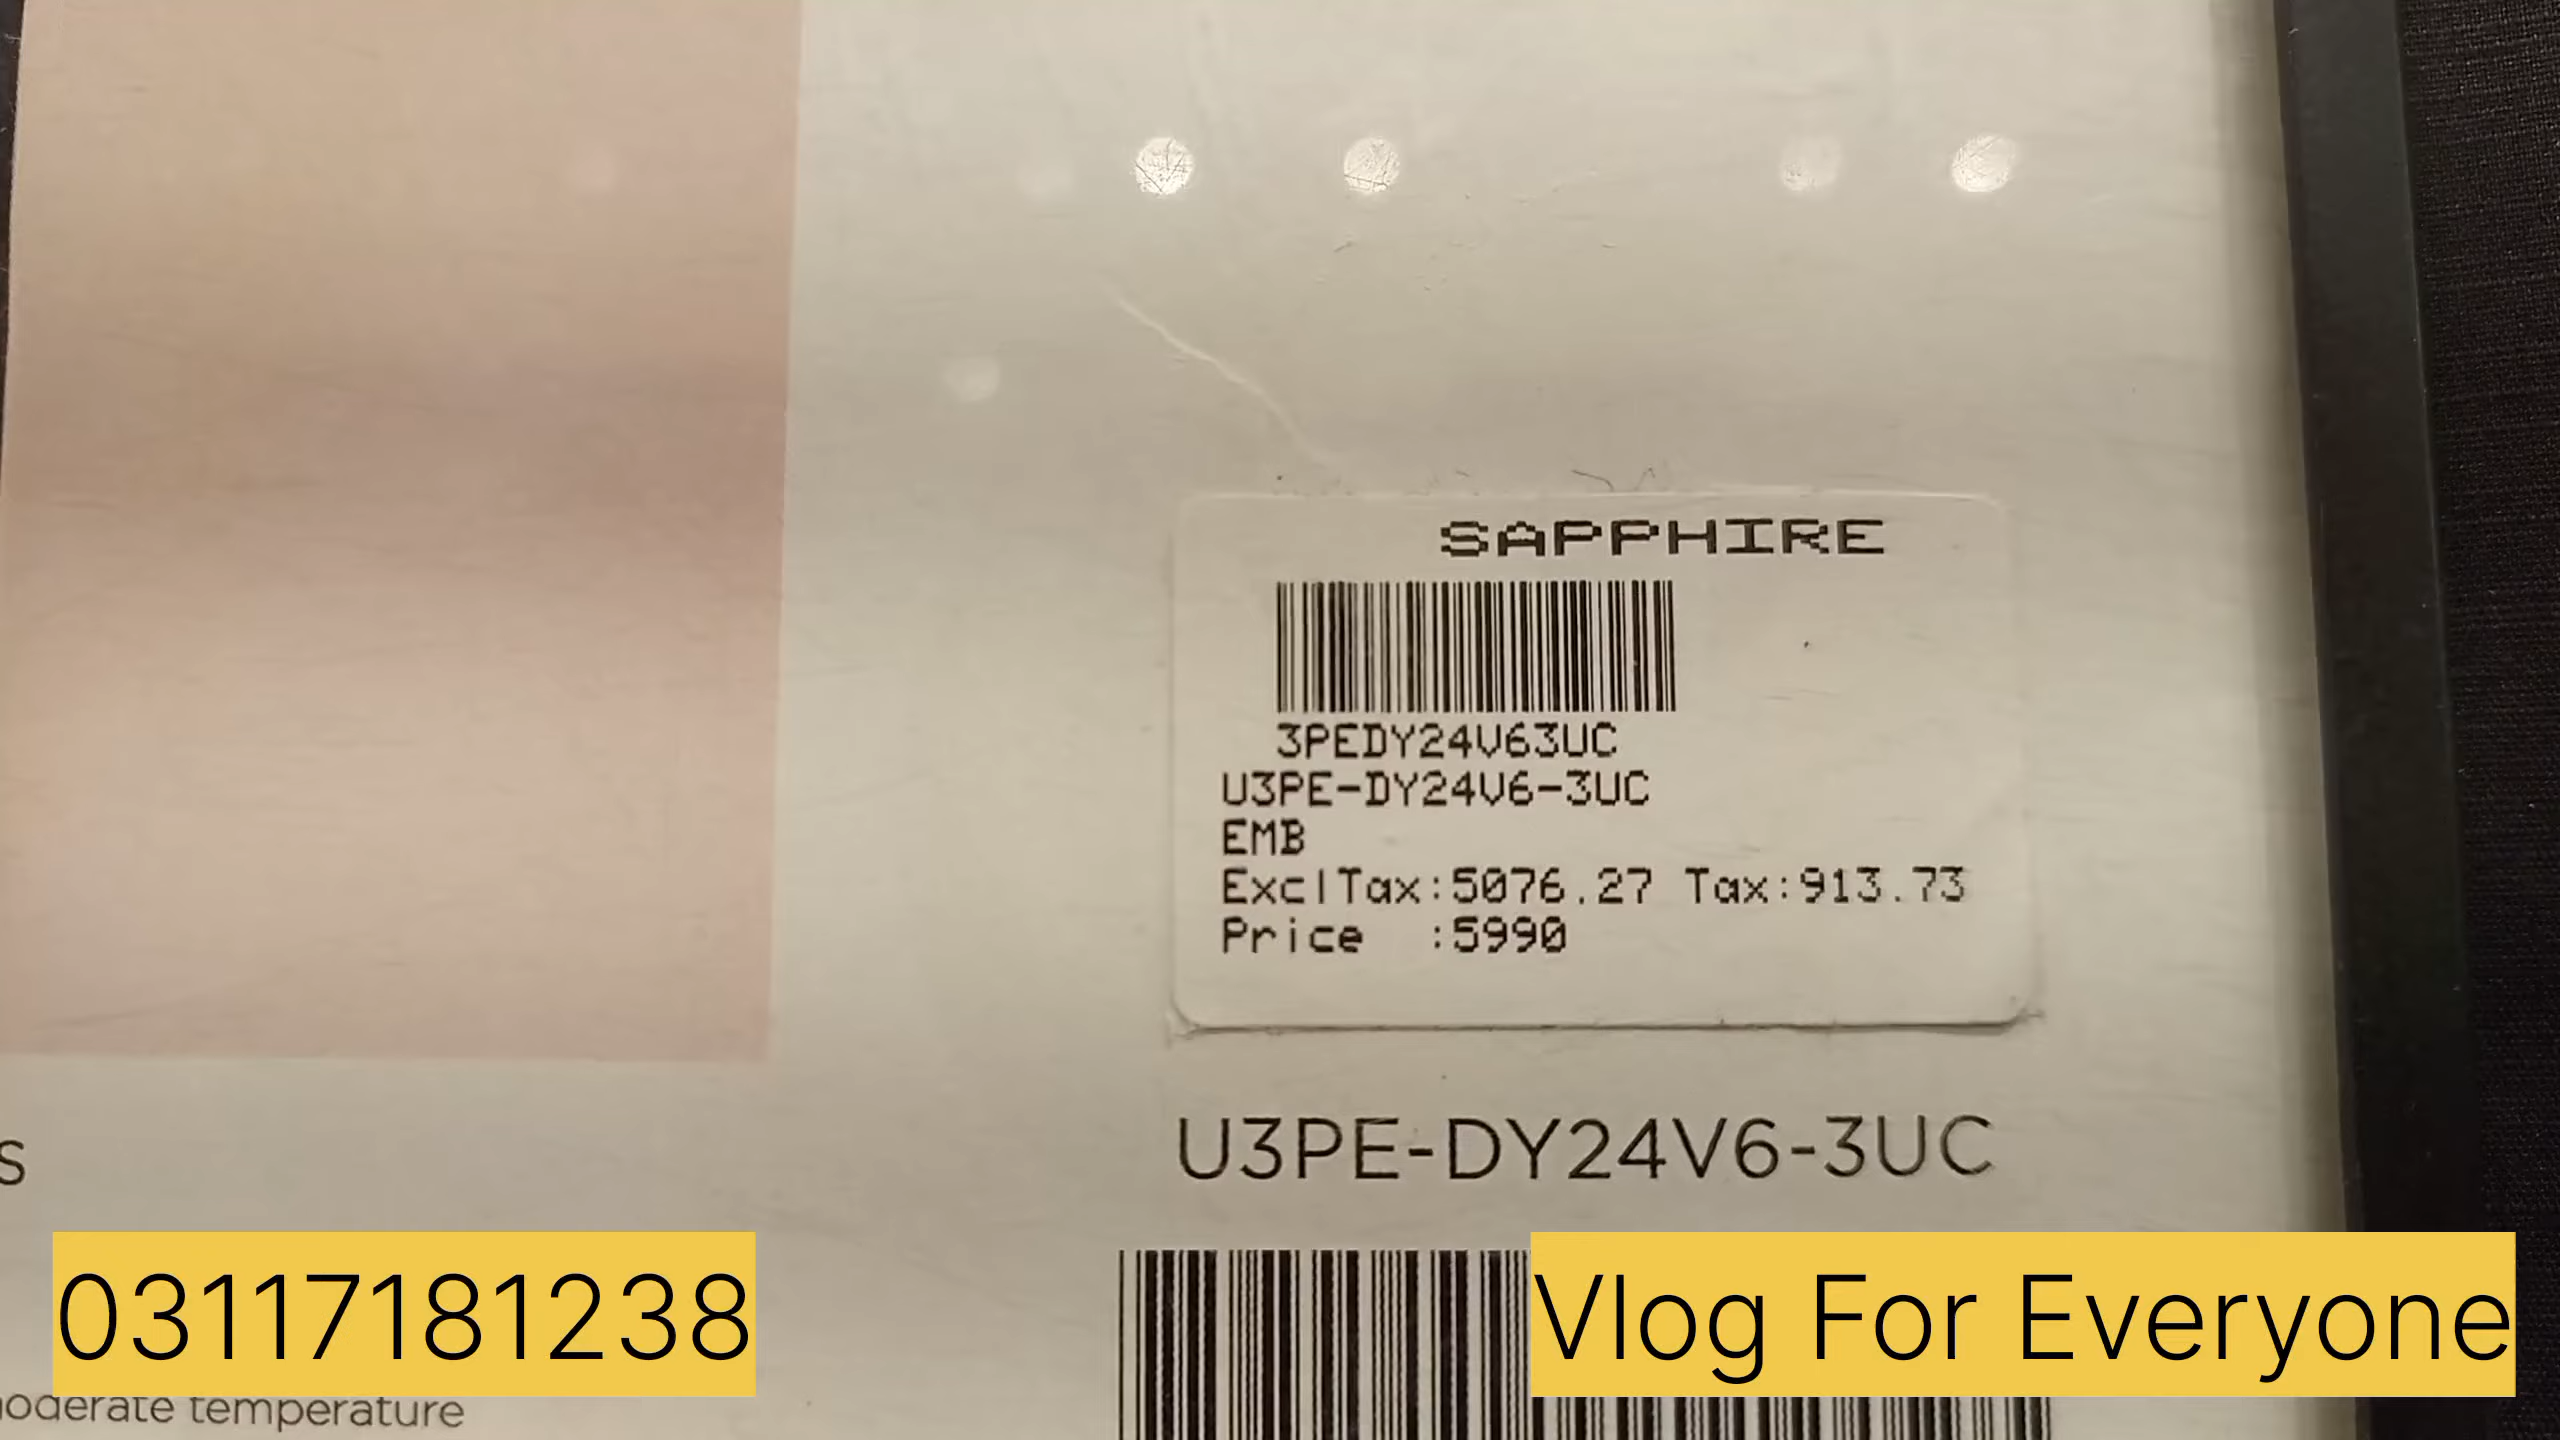 SAPPHIRE
3PEDY24V63UC
U3PE-DY24V6-3UC
EMB
ExclTax:5076.27 Tax:913.73
Price :5990
U3PE-DY24V6-3UC
03117181238
Vlog For Everyone
temperature